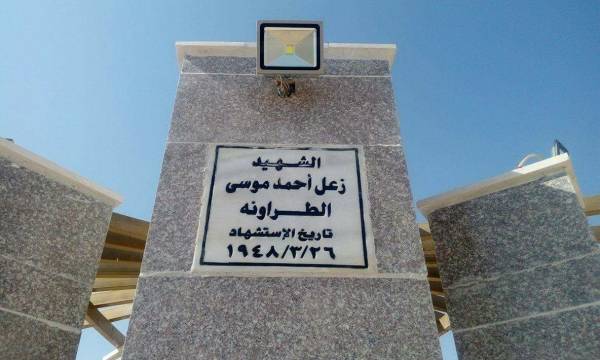 الشهيد
زعل أحمد موسى
الطراونه
تاريخ الإستشهاد
١٩٤٨/٣/٢٦